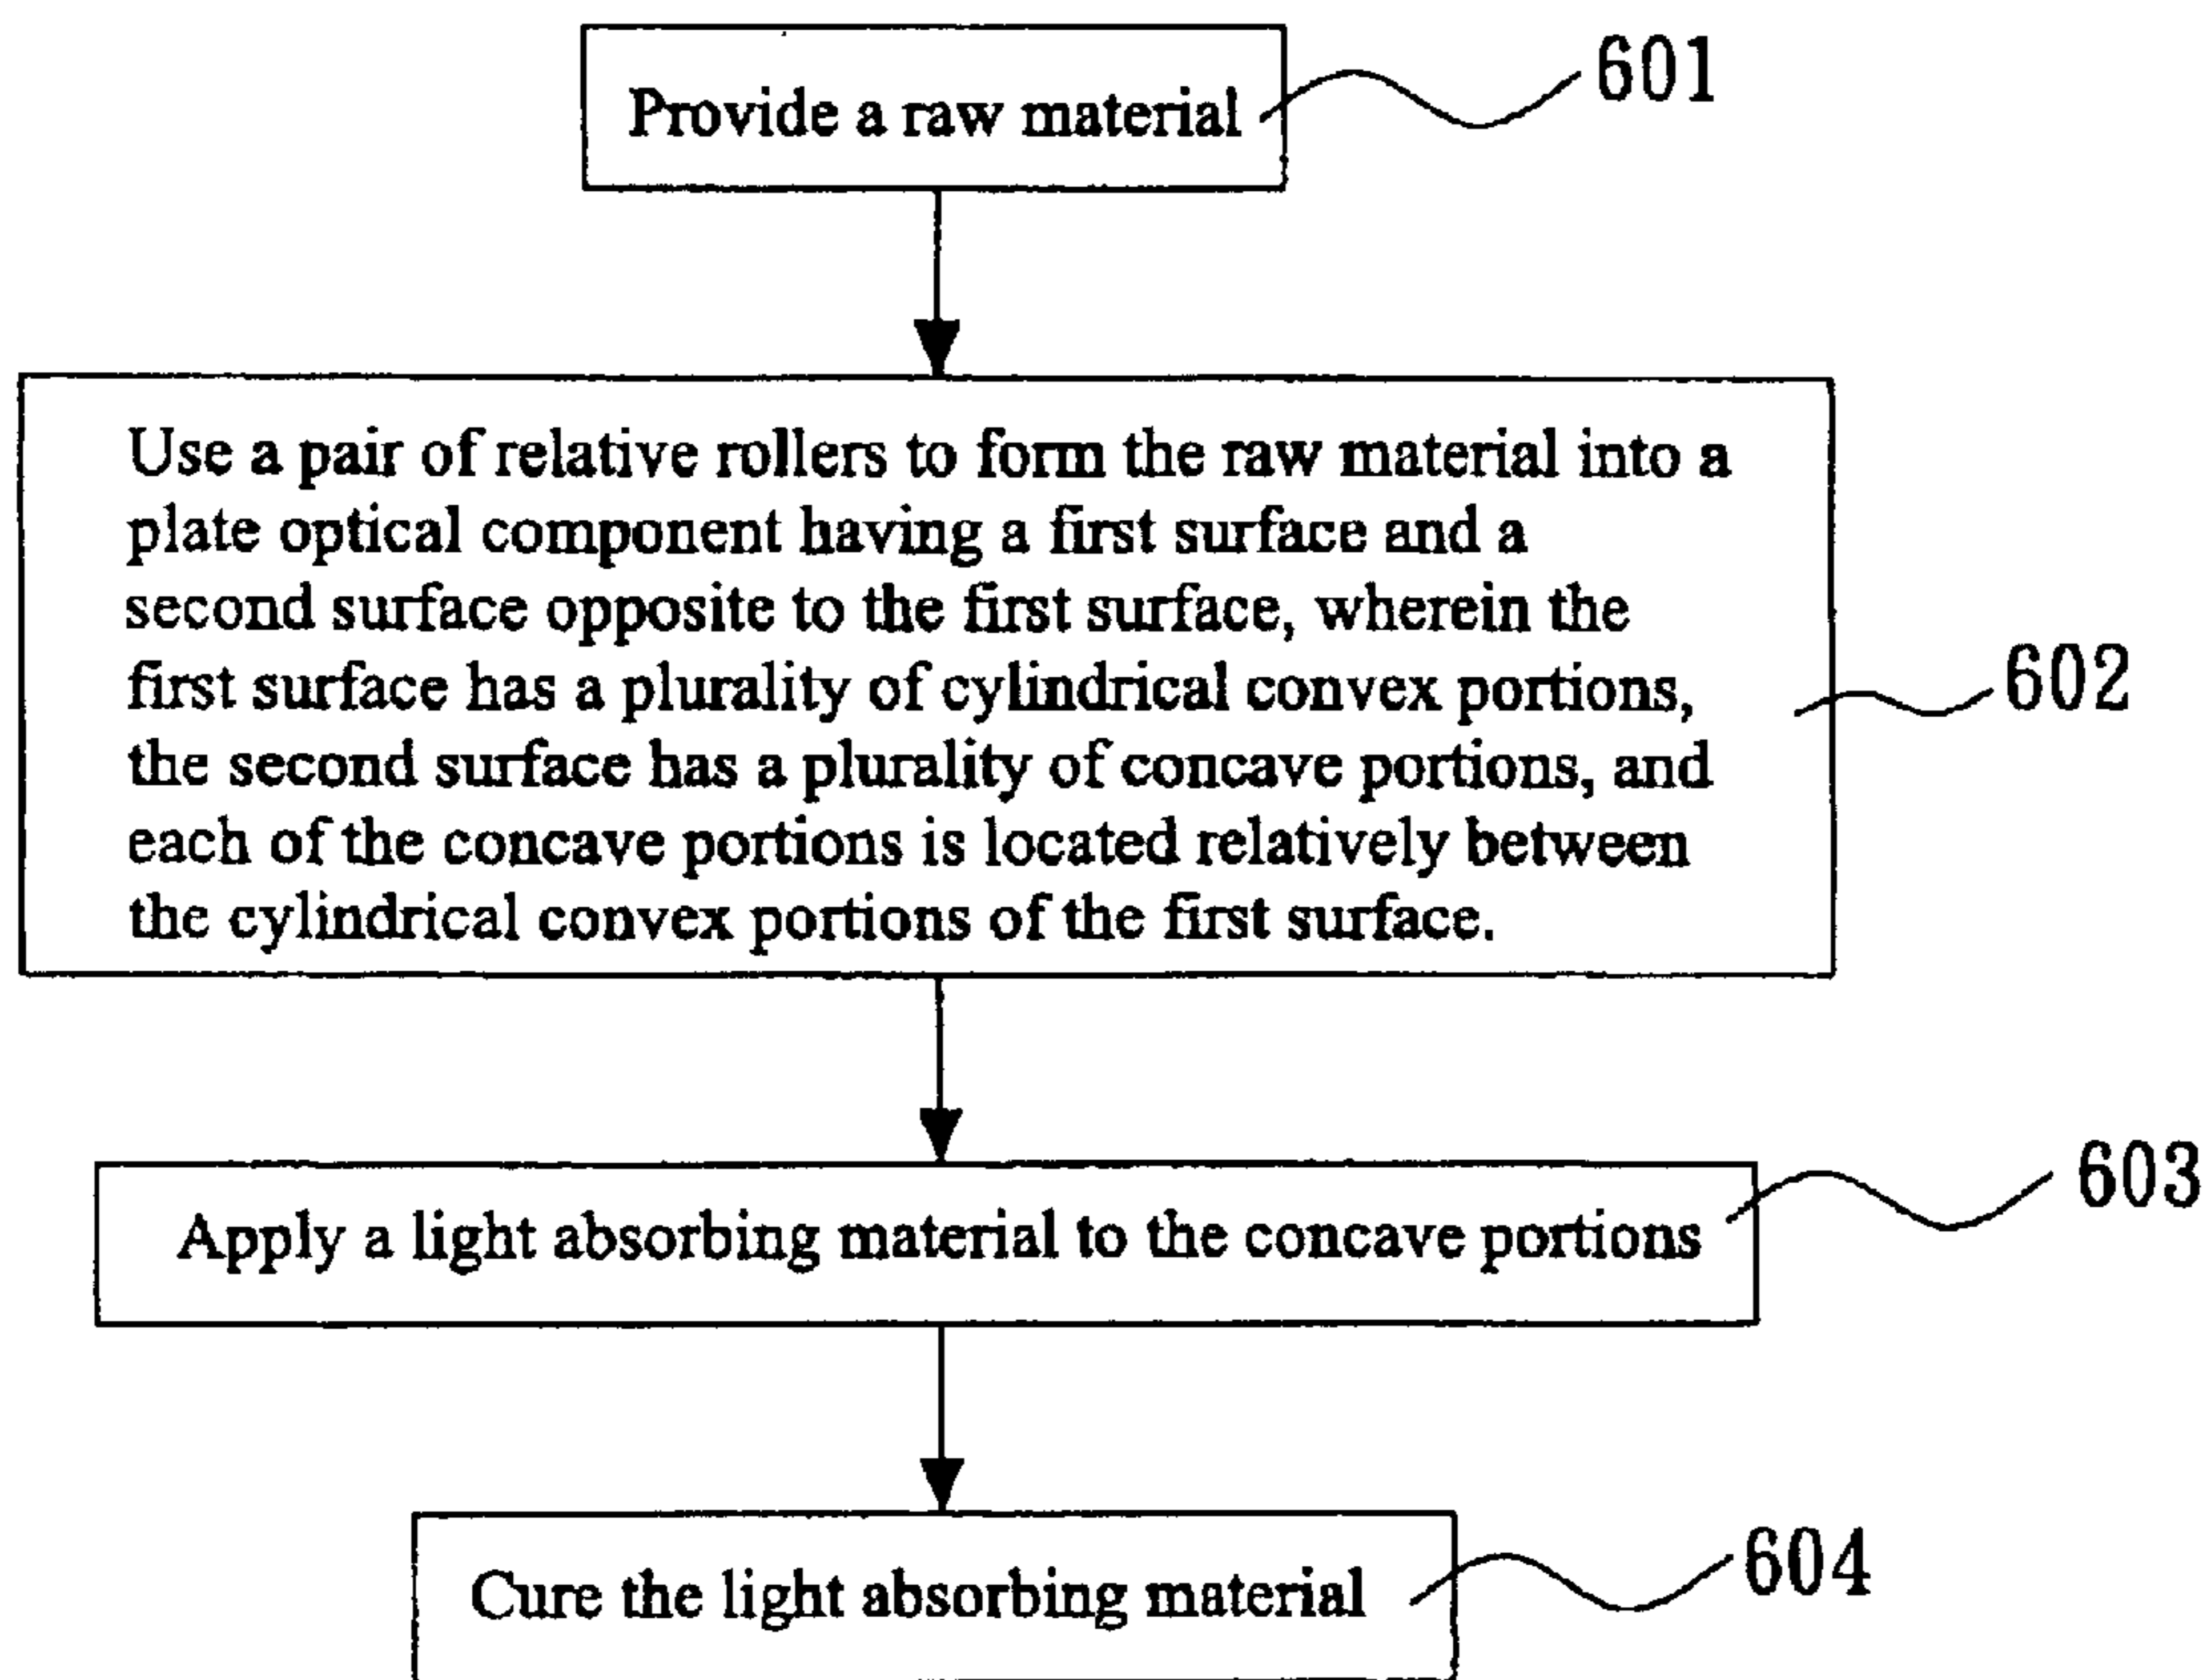 Provide a raw material
601
Use a pair of relative rollers to form the raw material into a
plate optical component having a first surface and a
second surface opposite to the first surface, wherein the
first surface has a plurality of cylindrical convex portions,
the second surface has a plurality of concave portions, and
each of the concave portions is located relatively between
the cylindrical convex portions of the first surface.
602
Apply a light absorbing material to the concave portions
603
Cure the light absorbing material
604